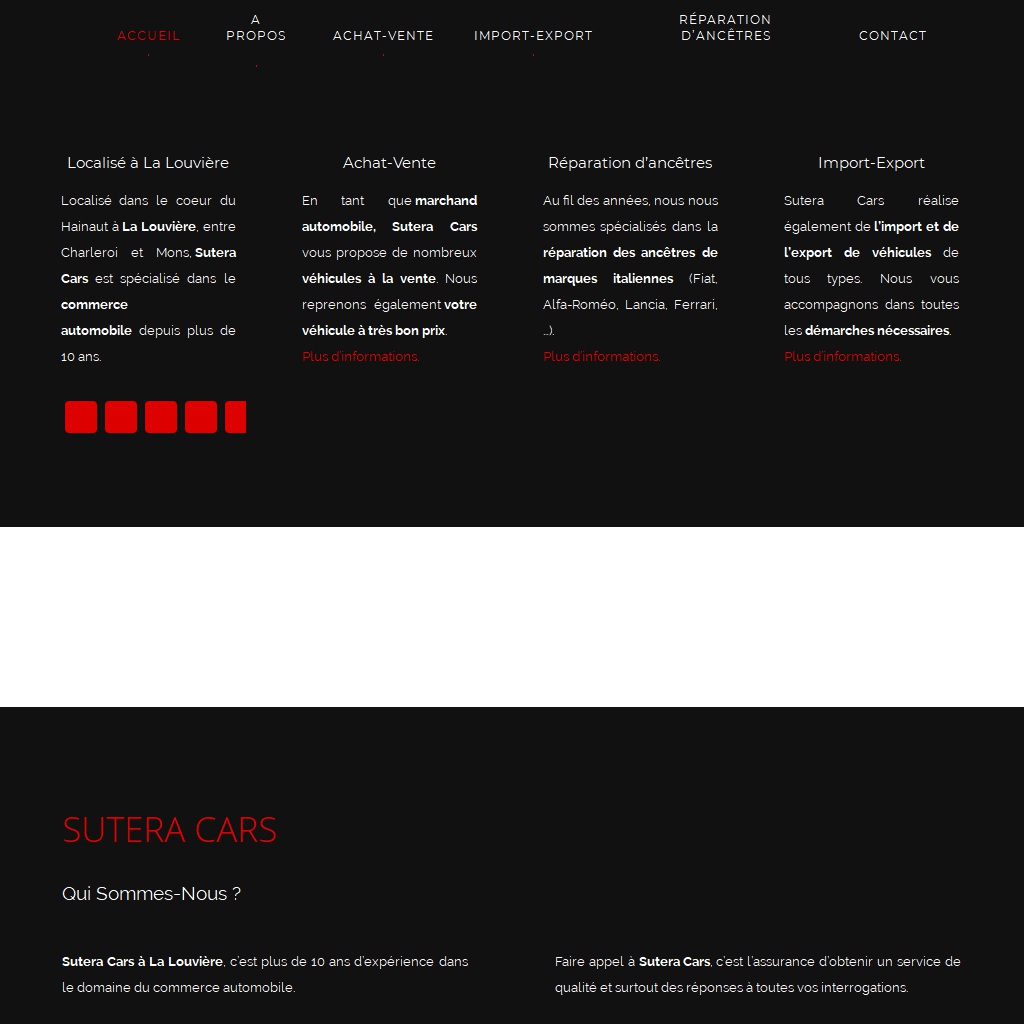 ACCUEIL
A PROPOS
ACHAT-VENTE
IMPORT-EXPORT
RÉPARATION D'ANCÊTRES
CONTACT
Localisé à La Louvière
Localisé dans le coeur du
Hainaut à La Louvière, entre
Charleroi et Mons, Sutera
Cars est spécialisé dans le
commerce
automobile depuis plus de
10 ans.
Achat-Vente
En tant que marchand
automobile, Sutera Cars
vous propose de nombreux
véhicules à la vente. Nous
reprenons également votre
véhicule à très bon prix.
Plus d'informations.
Réparation d'ancêtres
Au fil des années, nous nous
sommes spécialisés dans la
réparation des ancêtres de
marques italiennes (Fiat,
Alfa-Roméo, Lancia, Ferrari,
…).
Plus d'informations.
Import-Export
Sutera Cars réalise
également de l'import et de
l'export de véhicules de
tous types. Nous vous
accompagnons dans toutes
les démarches nécessaires.
Plus d'informations.
SUTERA CARS
Qui Sommes-Nous ?
Sutera Cars à La Louvière, c'est plus de 10 ans d'expérience dans
le domaine du commerce automobile.
Faire appel à Sutera Cars, c'est l'assurance d'obtenir un service de
qualité et surtout des réponses à toutes vos interrogations.